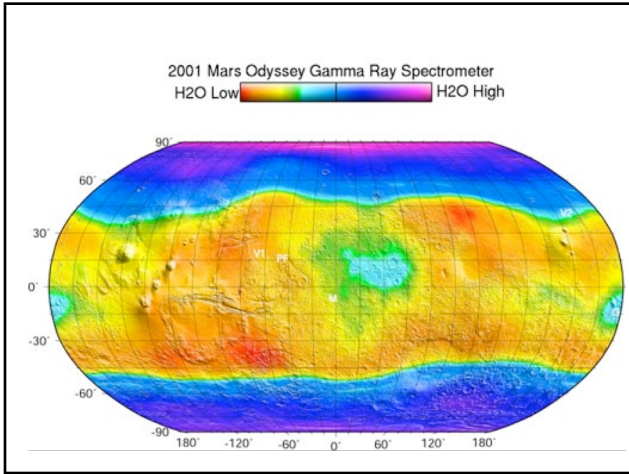 2001 Mars Odyssey Gamma Ray Spectrometer
H2O Low H2O High
90°
60°
V2
30°
V1
PF
0°
M
-30°
-60°
-90
180° -120° -60° 0° 60° 120° 180°